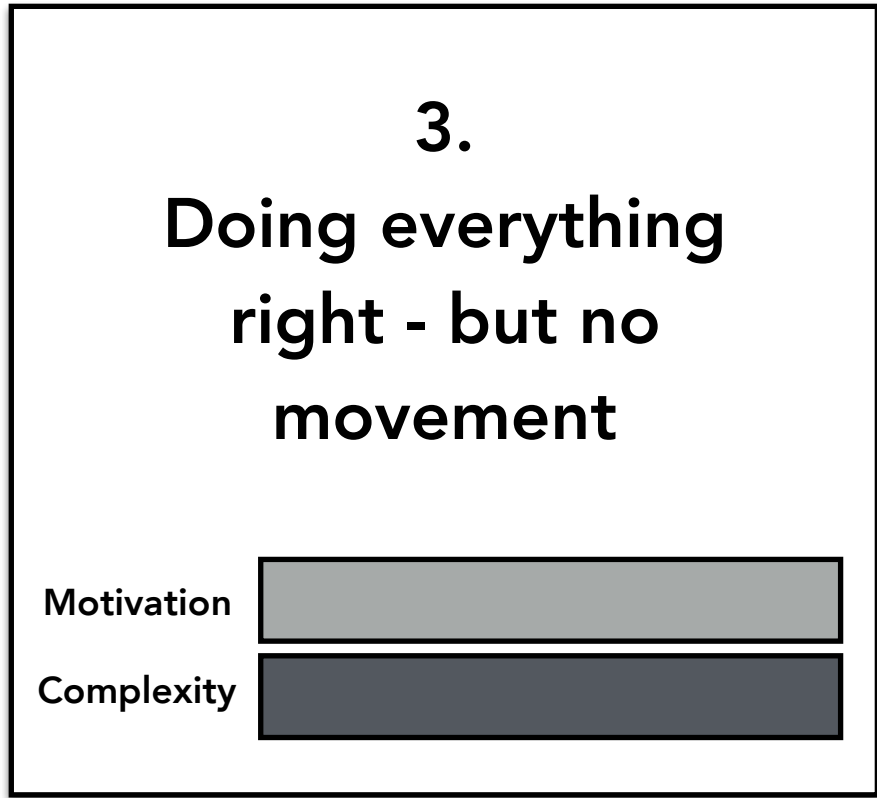 3.
Doing everything
right - but no
movement
Motivation
Complexity